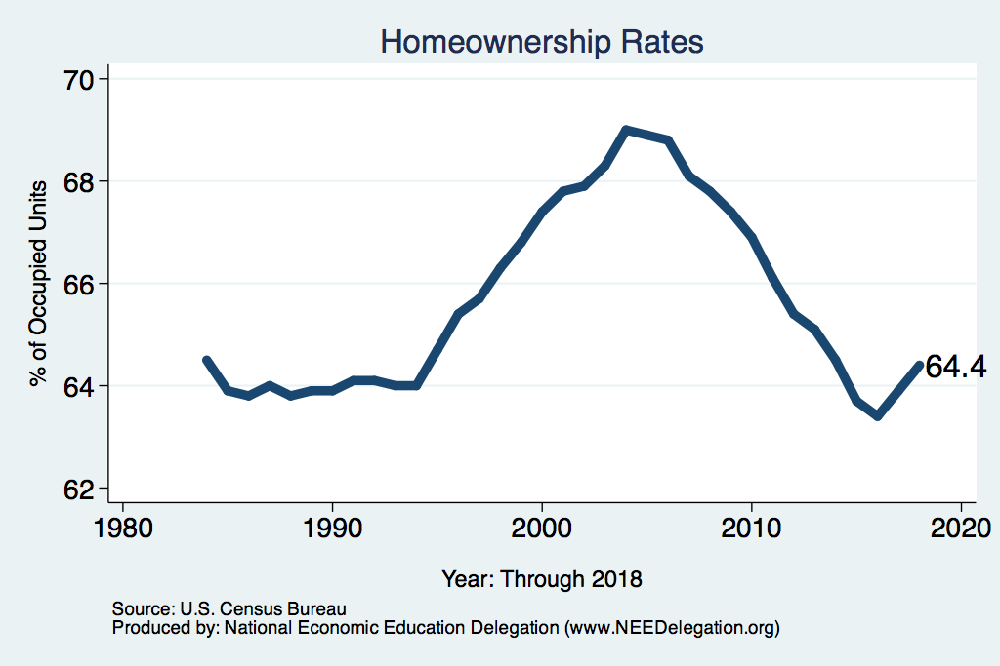 Homeownership Rates
70
68
66
64
62
% of Occupied Units
64.4
1980 1990 2000 2010 2020
Year: Through 2018
Source: U.S. Census Bureau
Produced by: National Economic Education Delegation (www.NEEDelegation.org)